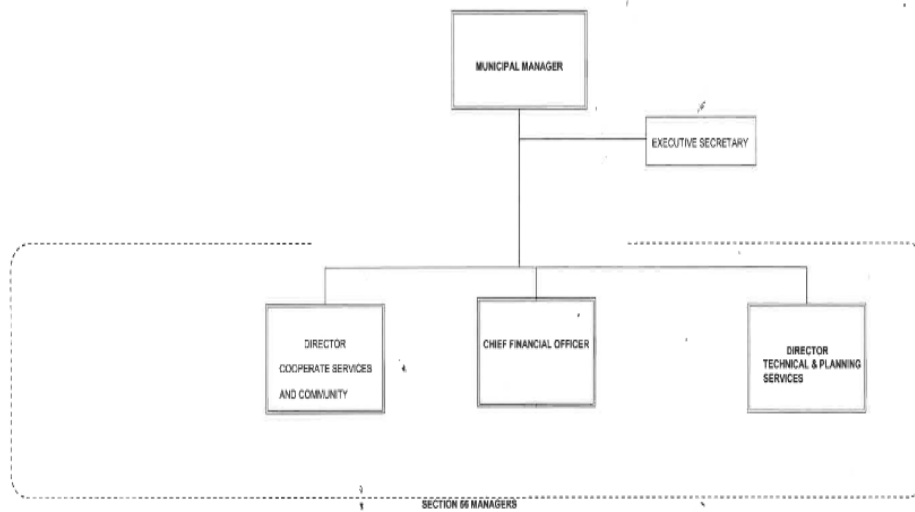 MUNICIPAL MANAGER
EXECUTIVE SECRETARY
DIRECTOR
COOPERATE SERVICES
AND COMMUNITY
CHIEF FINANCIAL OFFICER
DIRECTOR
TECHNICAL & PLANNING
SERVICES
SECTION 56 MANAGERS